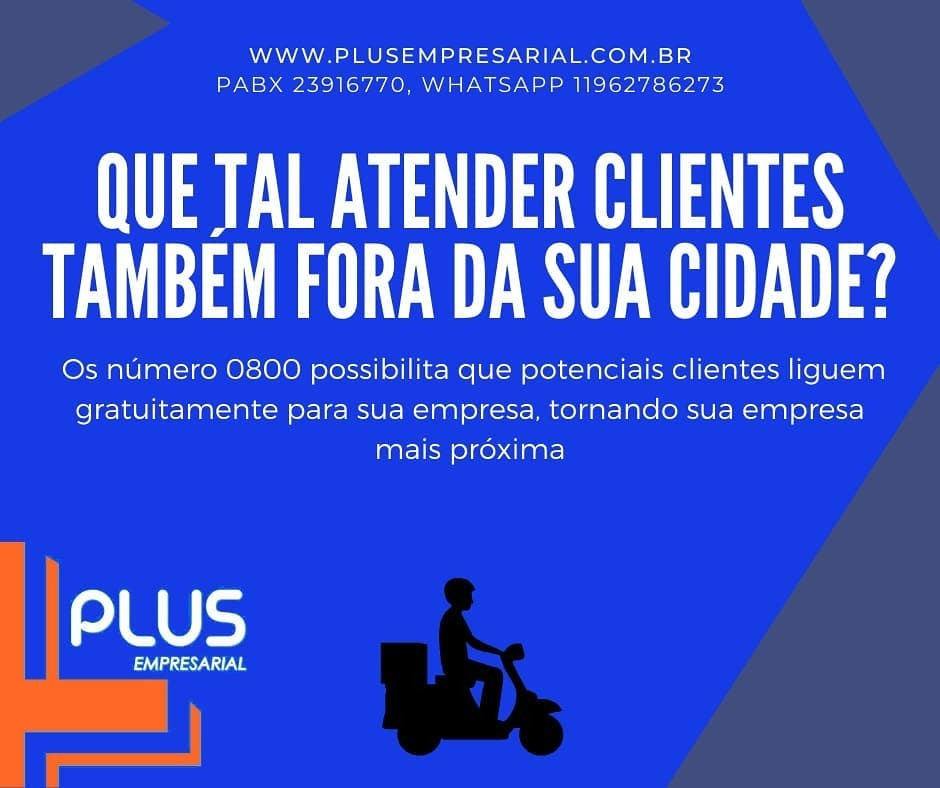 WWW.PLUSEMPRESARIAL.COM.BR
PABX 23916770, WHATSAPP 11962786273
QUE TAL ATENDER CLIENTES
TAMBÉM FORA DA SUA CIDADE?
Os número 0800 possibilita que potenciais clientes liguem
gratuitamente para sua empresa, tornando sua empresa
mais próxima
PLUS
EMPRESARIAL